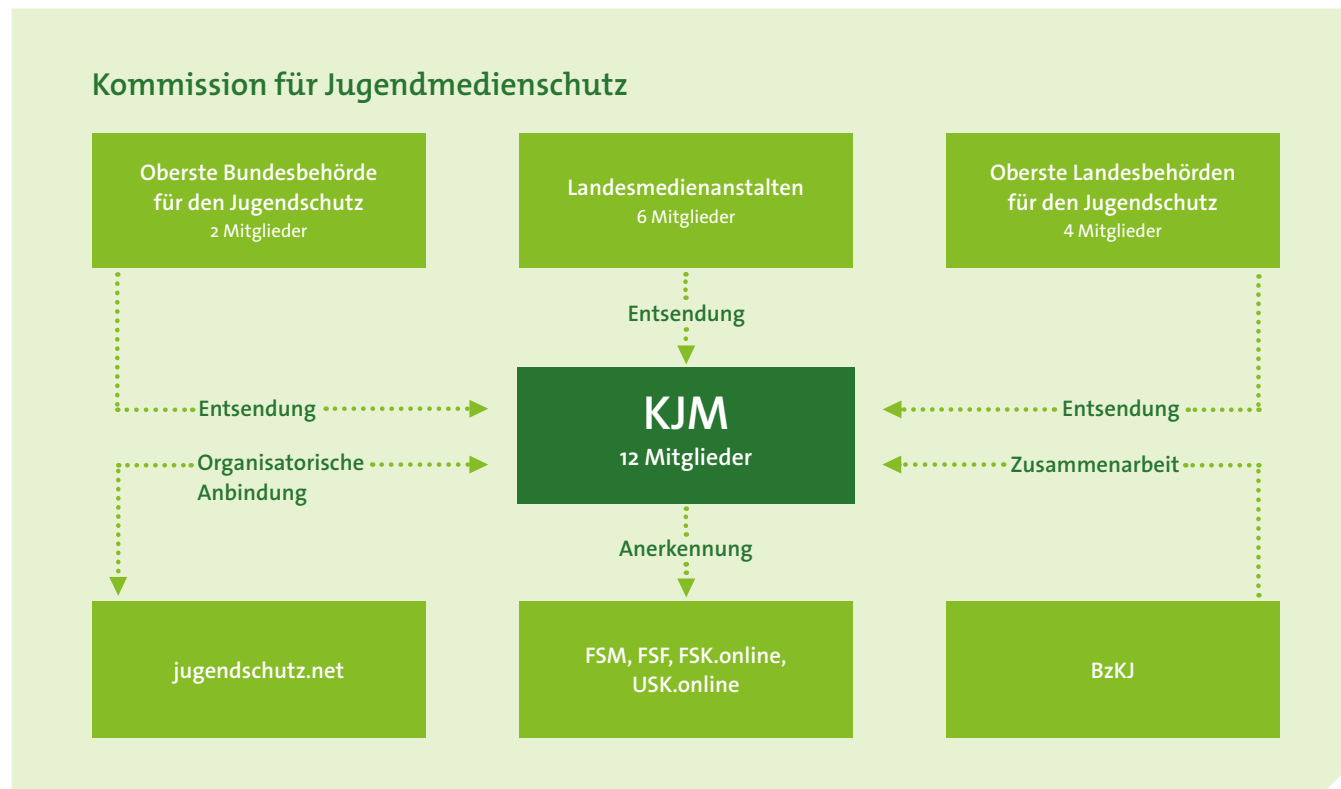 Kommission für Jugendmedienschutz
Oberste Bundesbehörde
für den Jugendschutz
2 Mitglieder
Landesmedienanstalten
6 Mitglieder
Oberste Landesbehörden
für den Jugendschutz
4 Mitglieder
Entsendung
Entsendung
KJM
12 Mitglieder
Entsendung
Organisatorische
Anbindung
Zusammenarbeit
Anerkennung
jugendschutz.net
FSM, FSF, FSK.online,
USK.online
BzKJ